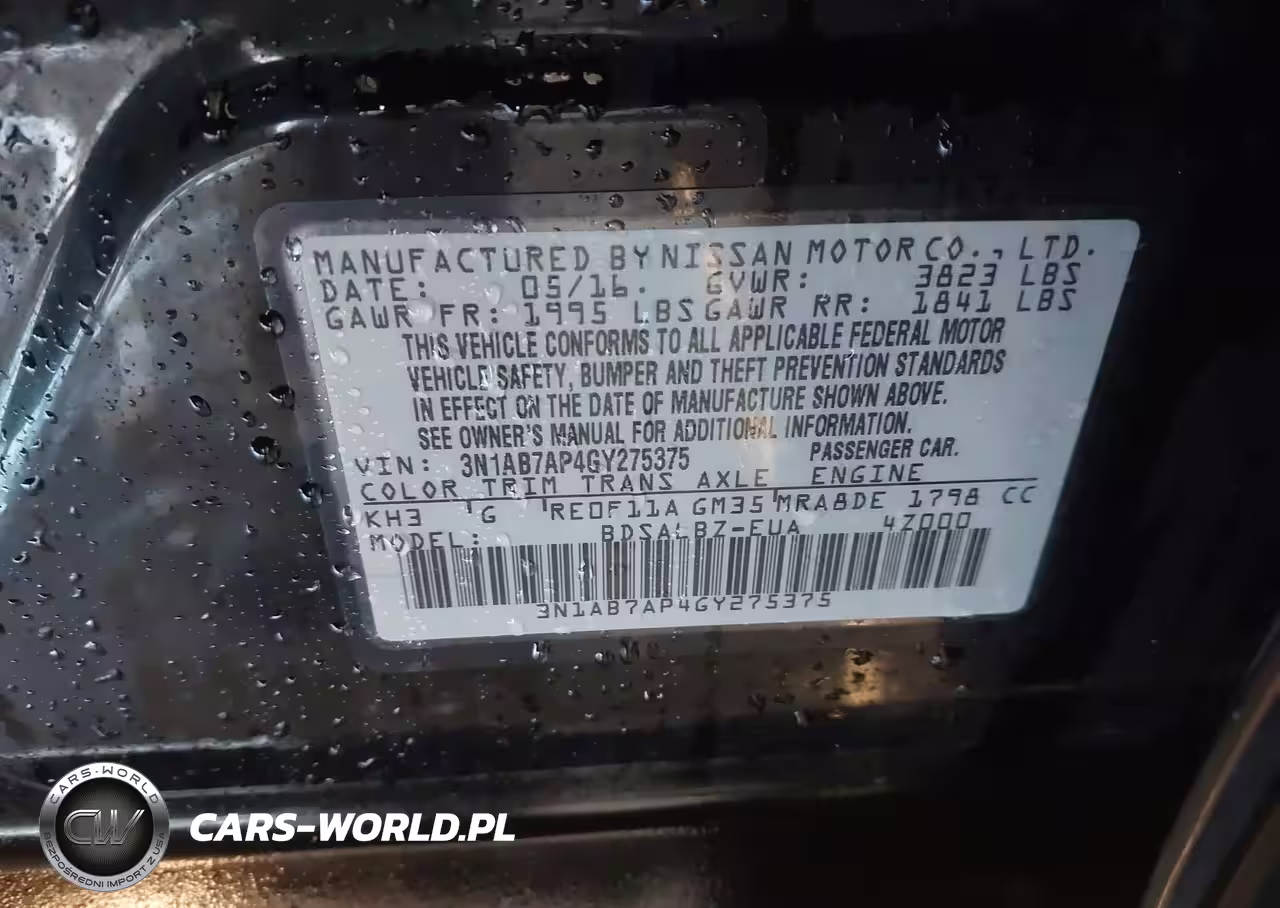 MANUFACTURED BY NISSAN MOTOR CO., LTD.
DATE: 05/16. GVWR: 3823 LBS
GAWR FR: 1995 LBS GAWR RR: 1841 LBS
THIS VEHICLE CONFORMS TO ALL APPLICABLE FEDERAL MOTOR
VEHICLE SAFETY, BUMPER AND THEFT PREVENTION STANDARDS
IN EFFECT ON THE DATE OF MANUFACTURE SHOWN ABOVE.
SEE OWNER'S MANUAL FOR ADDITIONAL INFORMATION.
VIN: 3N1AB7AP4GY275375 PASSENGER CAR.
COLOR TRIM TRANS AXLE ENGINE
KH3 G RE0F11A GM35 MRA8DE 1798 CC
MODEL: BDSALBZ-EUA 4Z000
3N1AB7AP4GY275375
CARS-WORLD
CW
BEZPOŚREDNI IMPORT Z USA
CARS-WORLD.PL